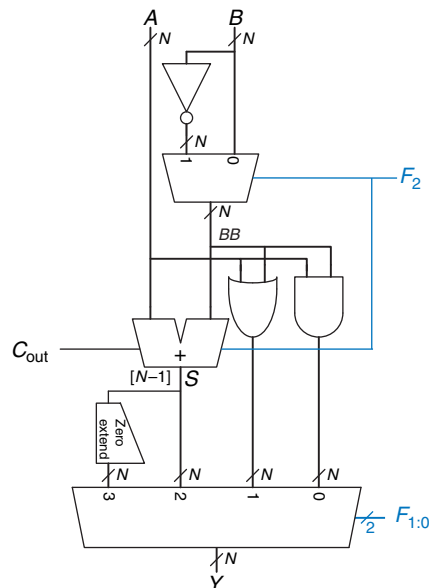 A B
N N
N
1 0
F2
N
BB
Cout
+
[N–1] S
Zero extend
N N N N
3 2 1 0
2
F1:0
N
Y